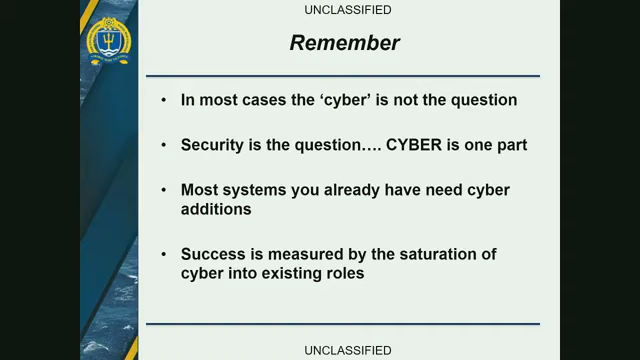 UNCLASSIFIED
Remember
• In most cases the ‘cyber’ is not the question
• Security is the question…. CYBER is one part
• Most systems you already have need cyber
additions
• Success is measured by the saturation of
cyber into existing roles
UNCLASSIFIED